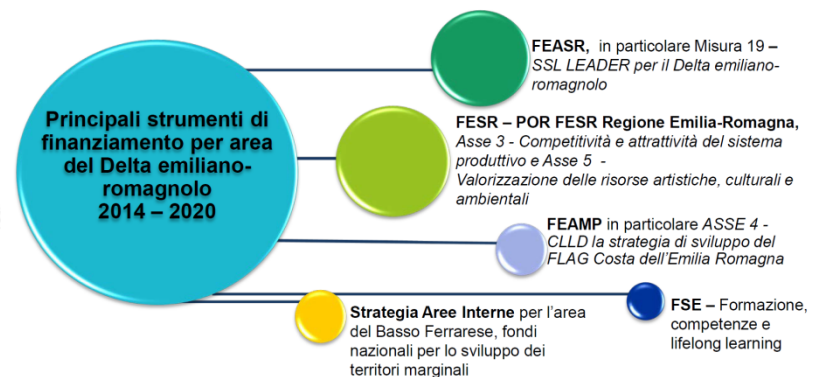 Principali strumenti di
finanziamento per area
del Delta emiliano-
romagnolo
2014 – 2020
FEASR, in particolare Misura 19 –
SSL LEADER per il Delta emiliano-
romagnolo
FESR – POR FESR Regione Emilia-Romagna,
Asse 3 - Competitività e attrattività del sistema
produttivo e Asse 5 -
Valorizzazione delle risorse artistiche, culturali e
ambientali
FEAMP in particolare ASSE 4 -
CLLD la strategia di sviluppo del
FLAG Costa dell'Emilia Romagna
Strategia Aree Interne per l'area
del Basso Ferrarese, fondi
nazionali per lo sviluppo dei
territori marginali
FSE – Formazione,
competenze e
lifelong learning